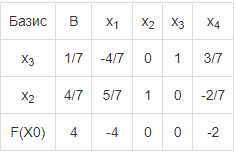 Базис B x1 x2 x3 x4
x3 1/7 -4/7 0 1 3/7
x2 4/7 5/7 1 0 -2/7
F(X0) 4 -4 0 0 -2